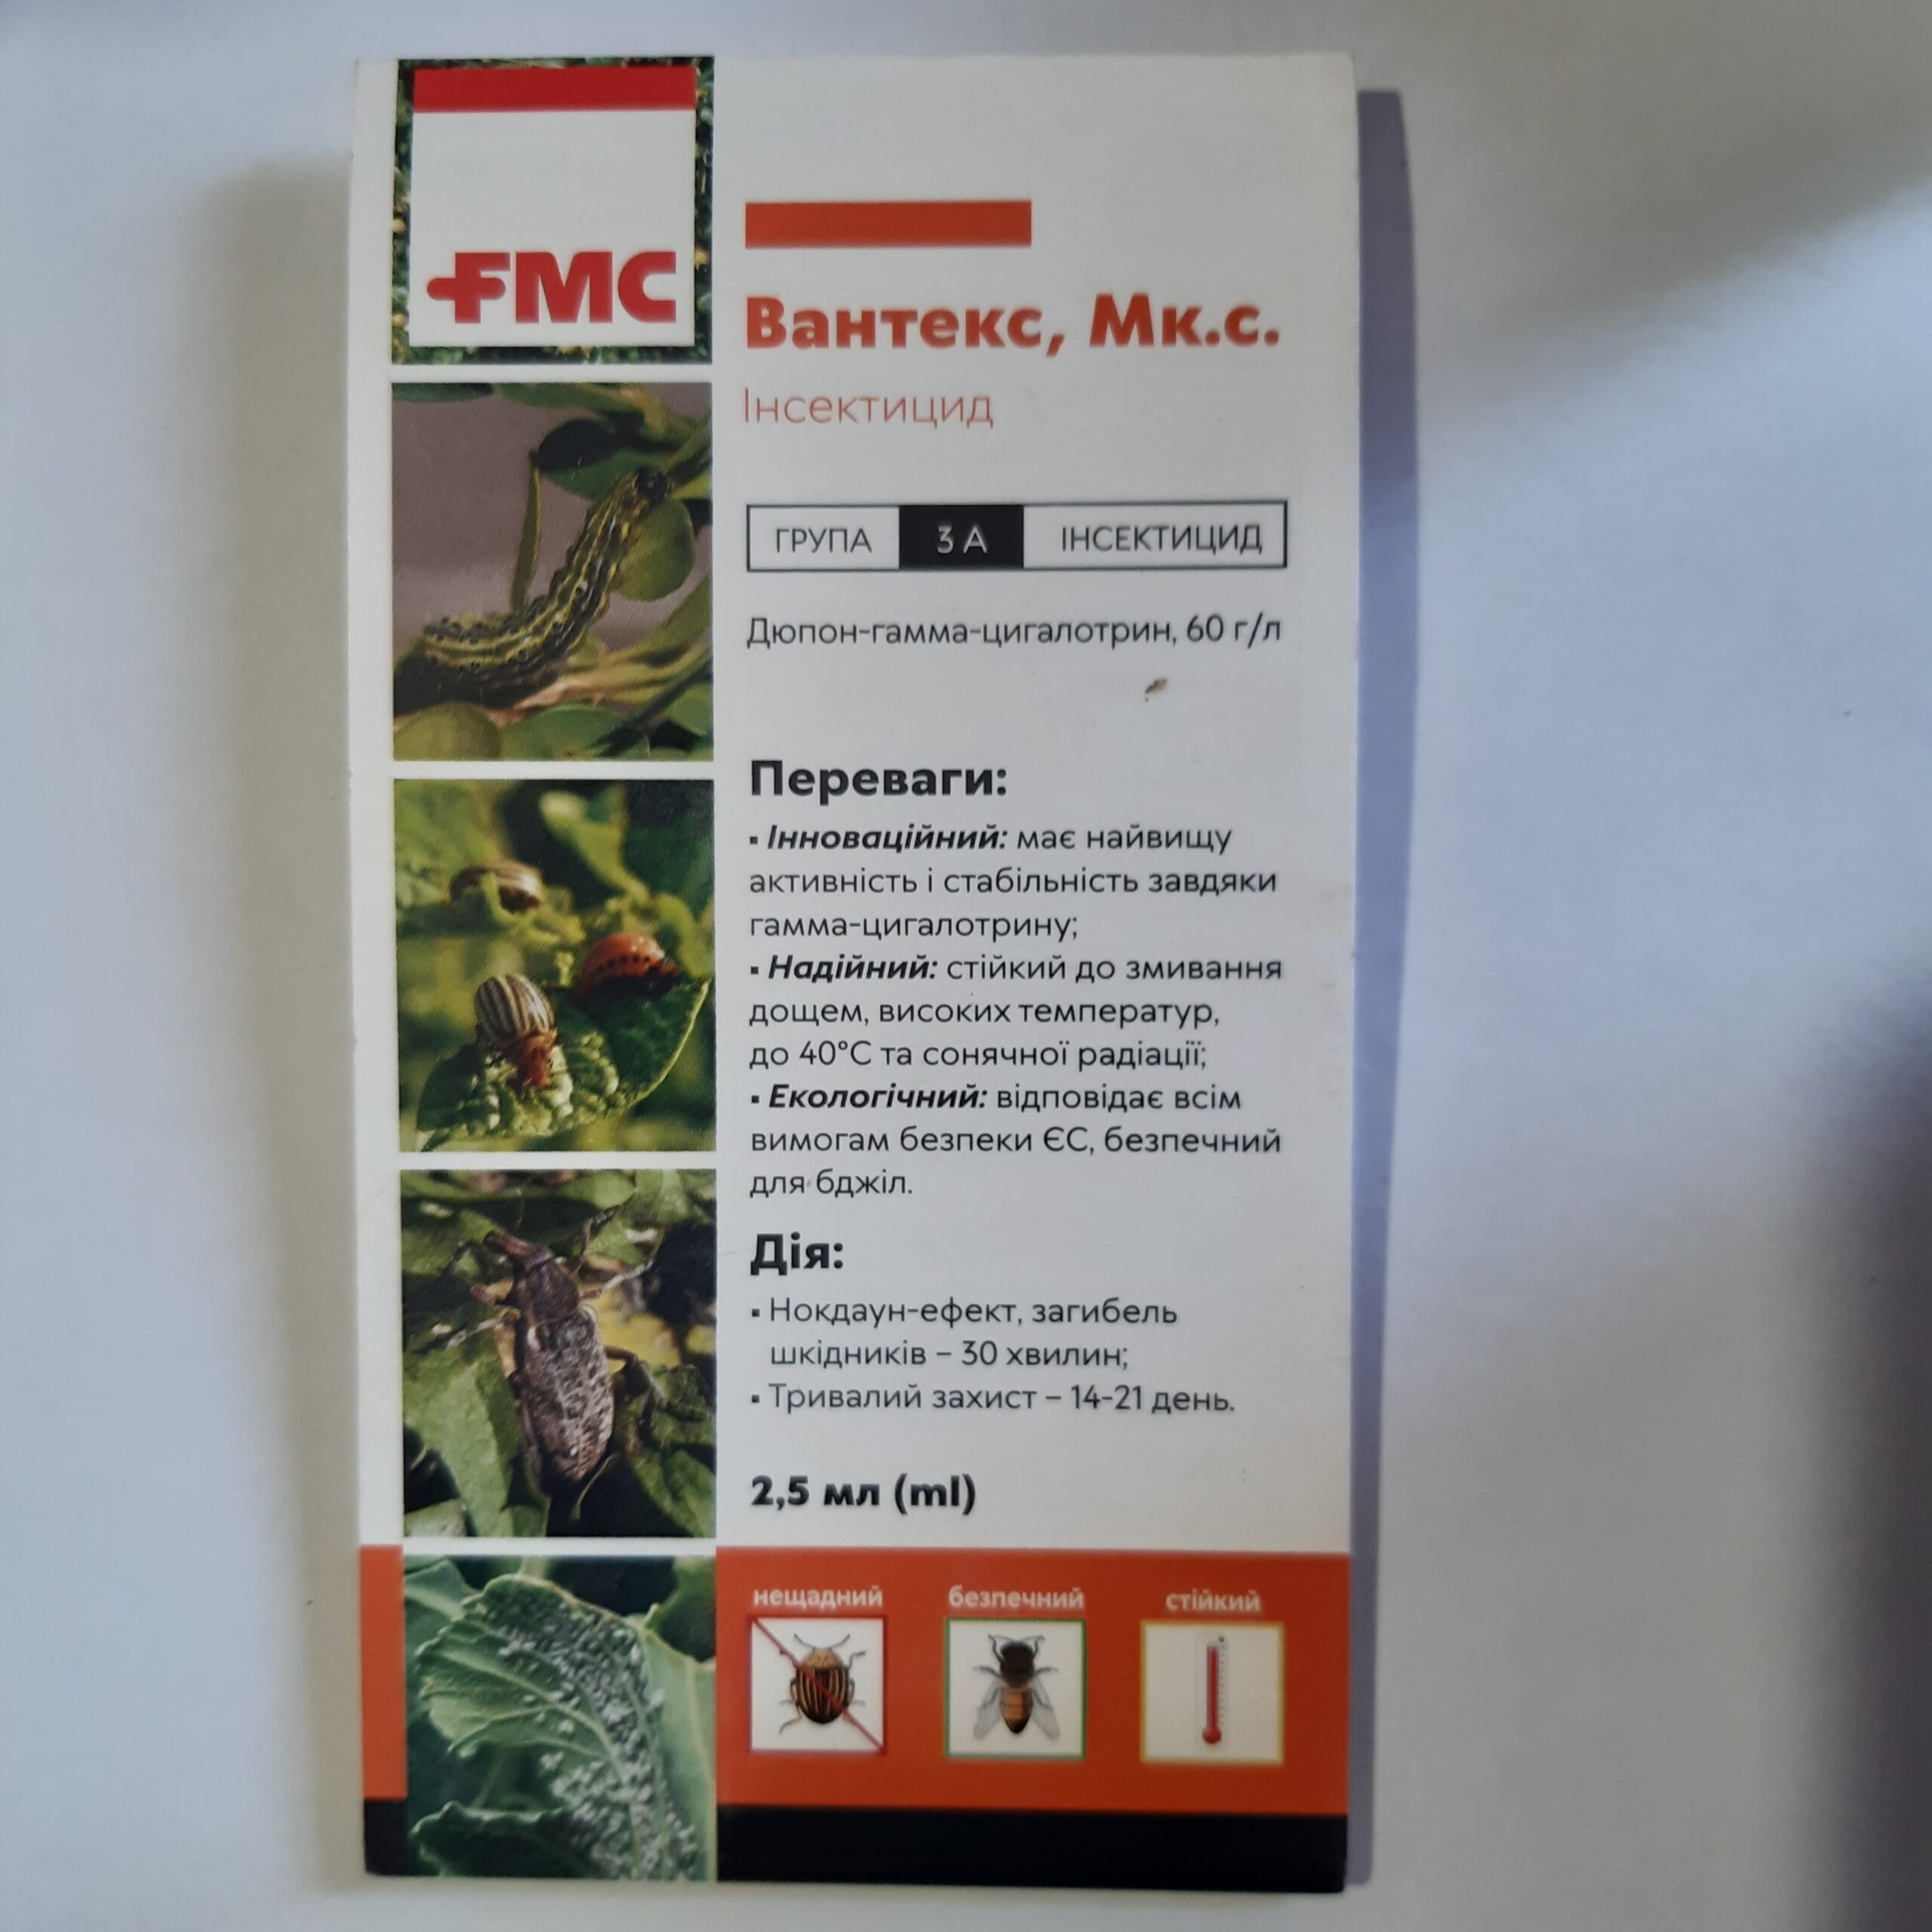 FMC
Вантекс, Мк.с.
Інсектицид
ГРУПА 3 А ІНСЕКТИЦИД
Дюпон-гамма-цигалотрин, 60 г/л
Переваги:
▪ Інноваційний: має найвищу
активність і стабільність завдяки
гамма-цигалотрину;
▪ Надійний: стійкий до змивання
дощем, високих температур,
до 40°С та сонячної радіації;
▪ Екологічний: відповідає всім
вимогам безпеки ЄС, безпечний
для бджіл.
Дія:
▪ Нокдаун-ефект, загибель
шкідників – 30 хвилин;
▪ Тривалий захист – 14-21 день.
2,5 мл (ml)
нещадний безпечний стійкий